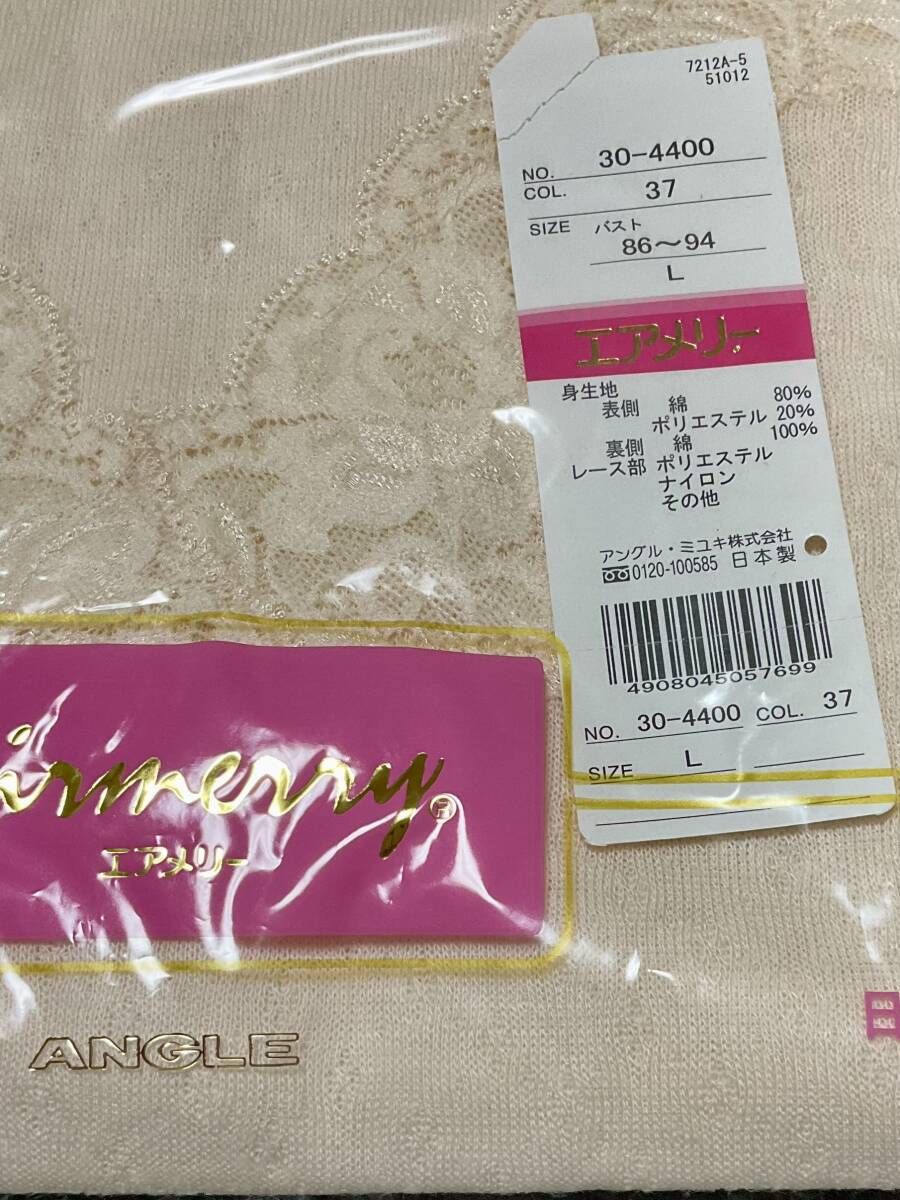 7212A-5
51012
NO. 30-4400
COL. 37
SIZE バスト
86～94
L
エアメリー
身生地
表側 綿 80%
ポリエステル 20%
裏側 綿 100%
レース部 ポリエステル
ナイロン
その他
アングル・ミユキ株式会社
0120-100585 日本製
4908045057699
NO. 30-4400 COL. 37
SIZE L
irmerry
エアメリー
ANGLE